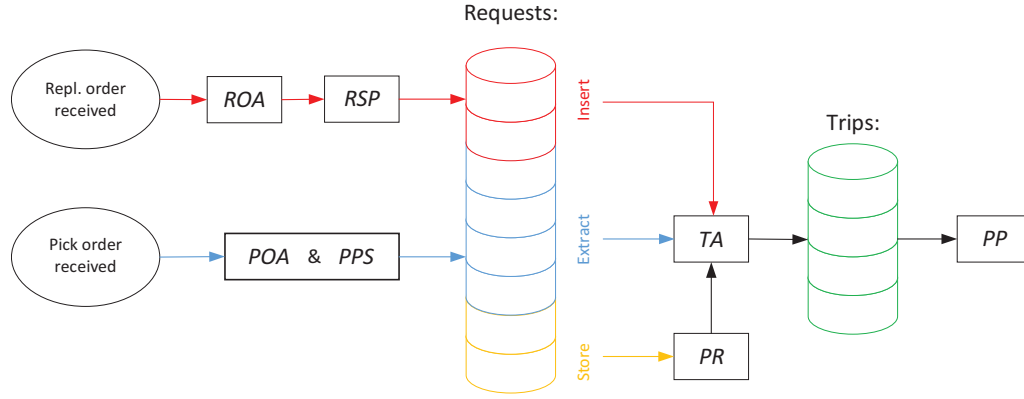 Requests:
Repl. order
received
ROA
RSP
Insert
Trips:
Pick order
received
POA & PPS
Extract
TA
PP
Store
PR